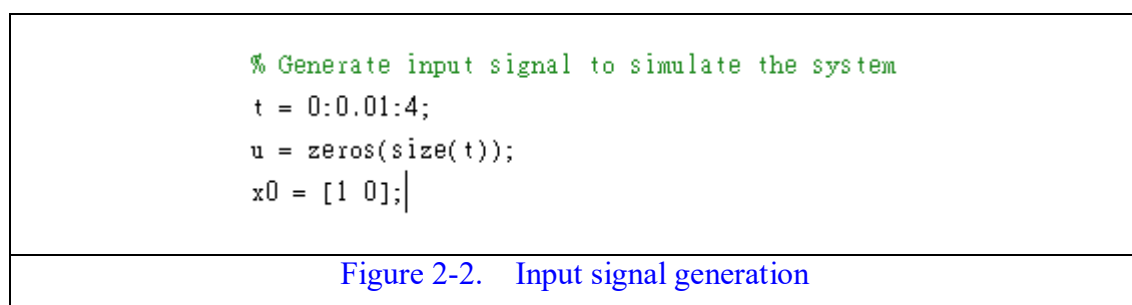 % Generate input signal to simulate the system
t = 0:0.01:4;
u = zeros(size(t));
x0 = [1 0];
Figure 2-2. Input signal generation